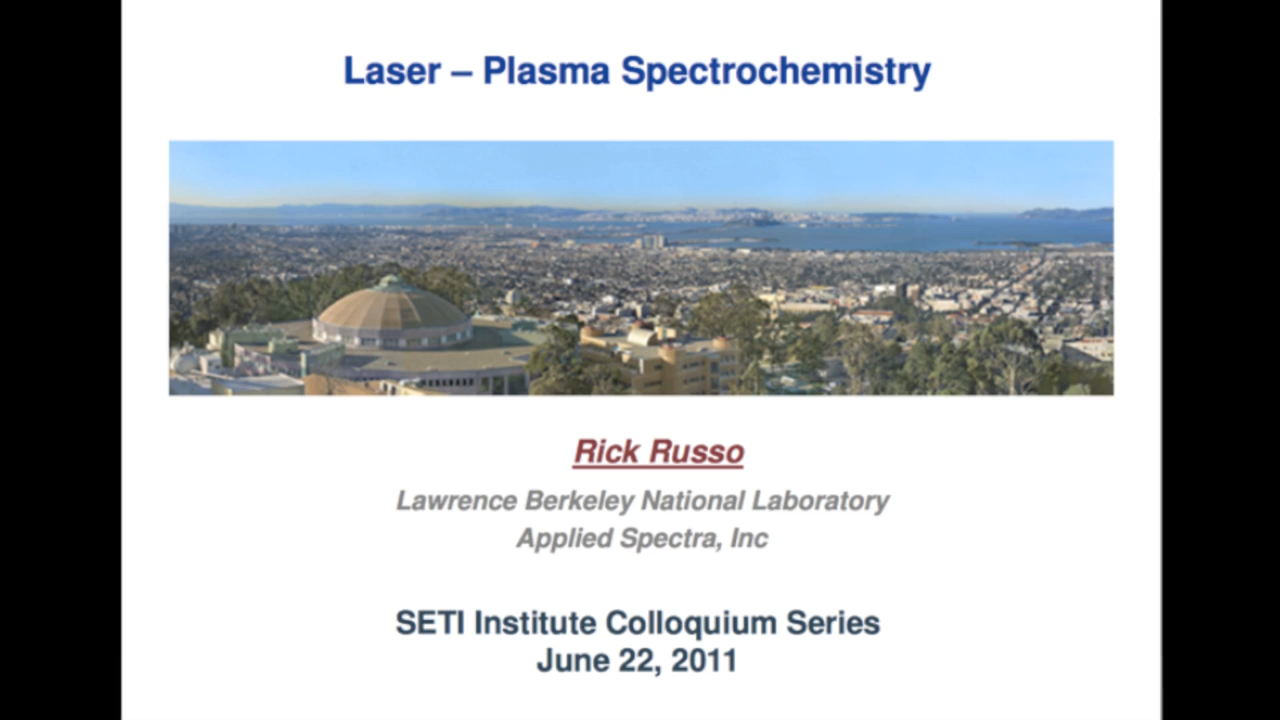 Laser – Plasma Spectrochemistry
Rick Russo
Lawrence Berkeley National Laboratory
Applied Spectra, Inc
SETI Institute Colloquium Series
June 22, 2011